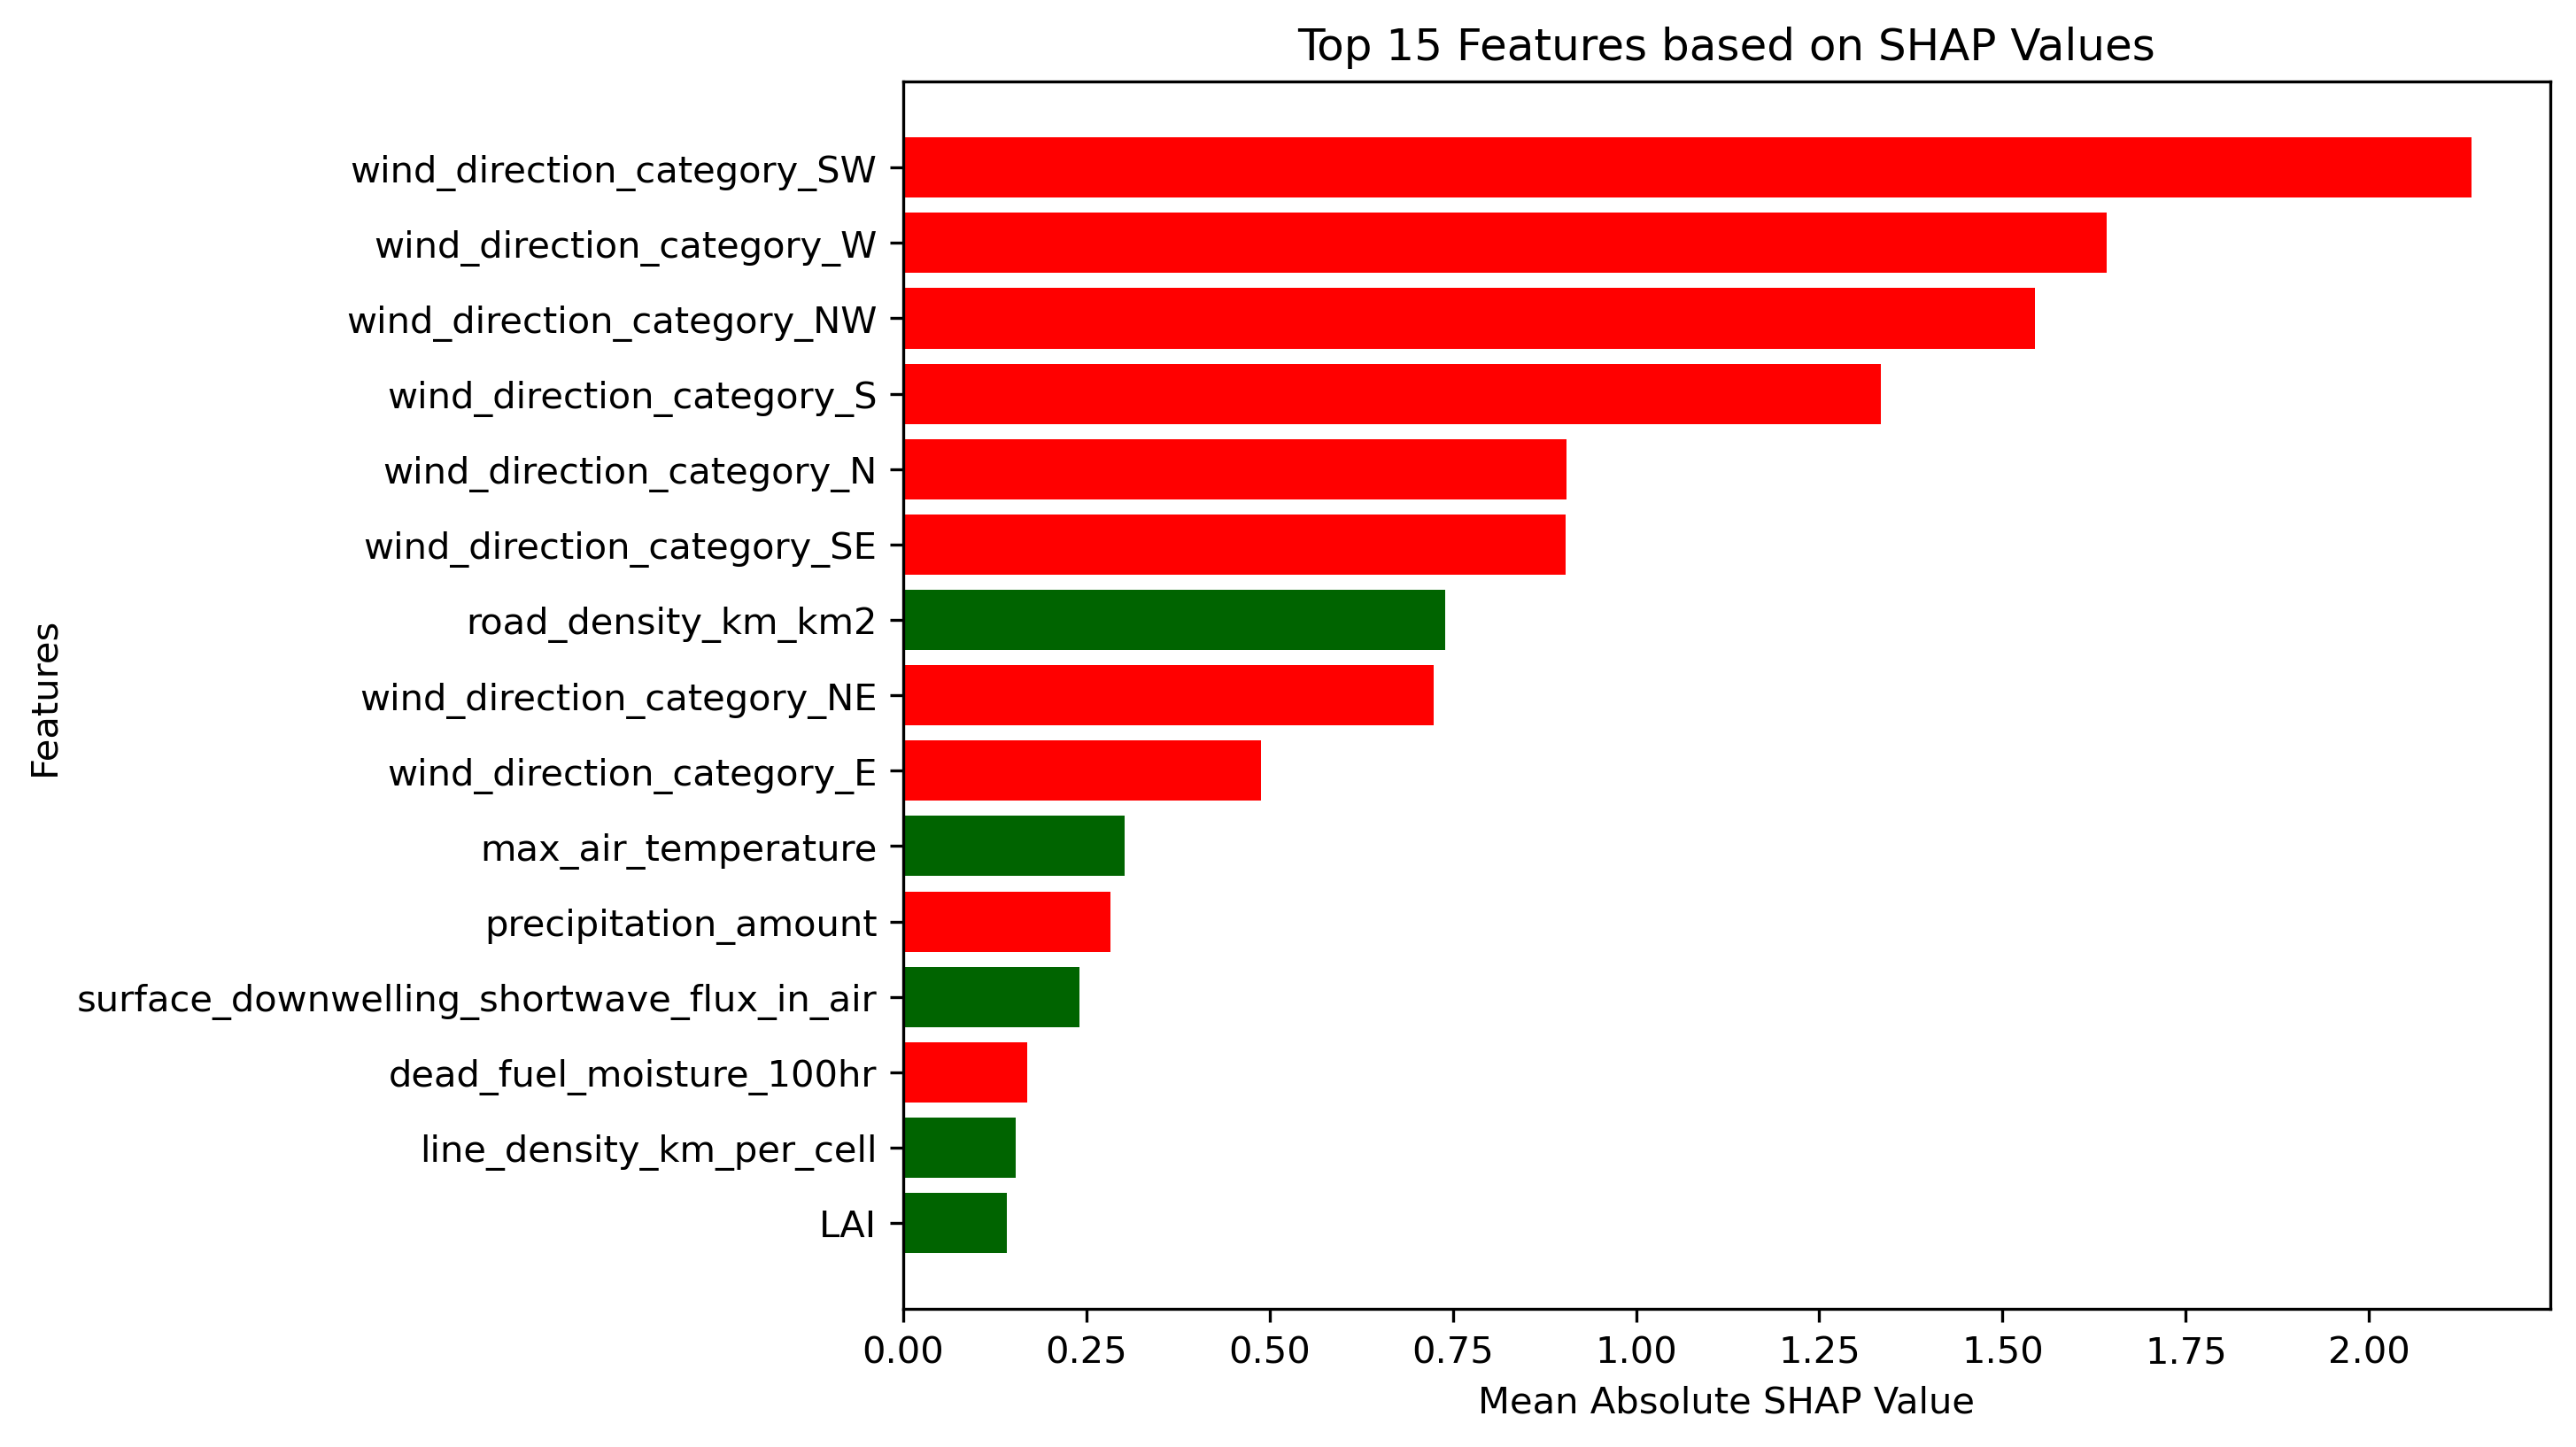 Top 15 Features based on SHAP Values
Features
wind_direction_category_SW
wind_direction_category_W
wind_direction_category_NW
wind_direction_category_S
wind_direction_category_N
wind_direction_category_SE
road_density_km_km2
wind_direction_category_NE
wind_direction_category_E
max_air_temperature
precipitation_amount
surface_downwelling_shortwave_flux_in_air
dead_fuel_moisture_100hr
line_density_km_per_cell
LAI
0.00 0.25 0.50 0.75 1.00 1.25 1.50 1.75 2.00
Mean Absolute SHAP Value